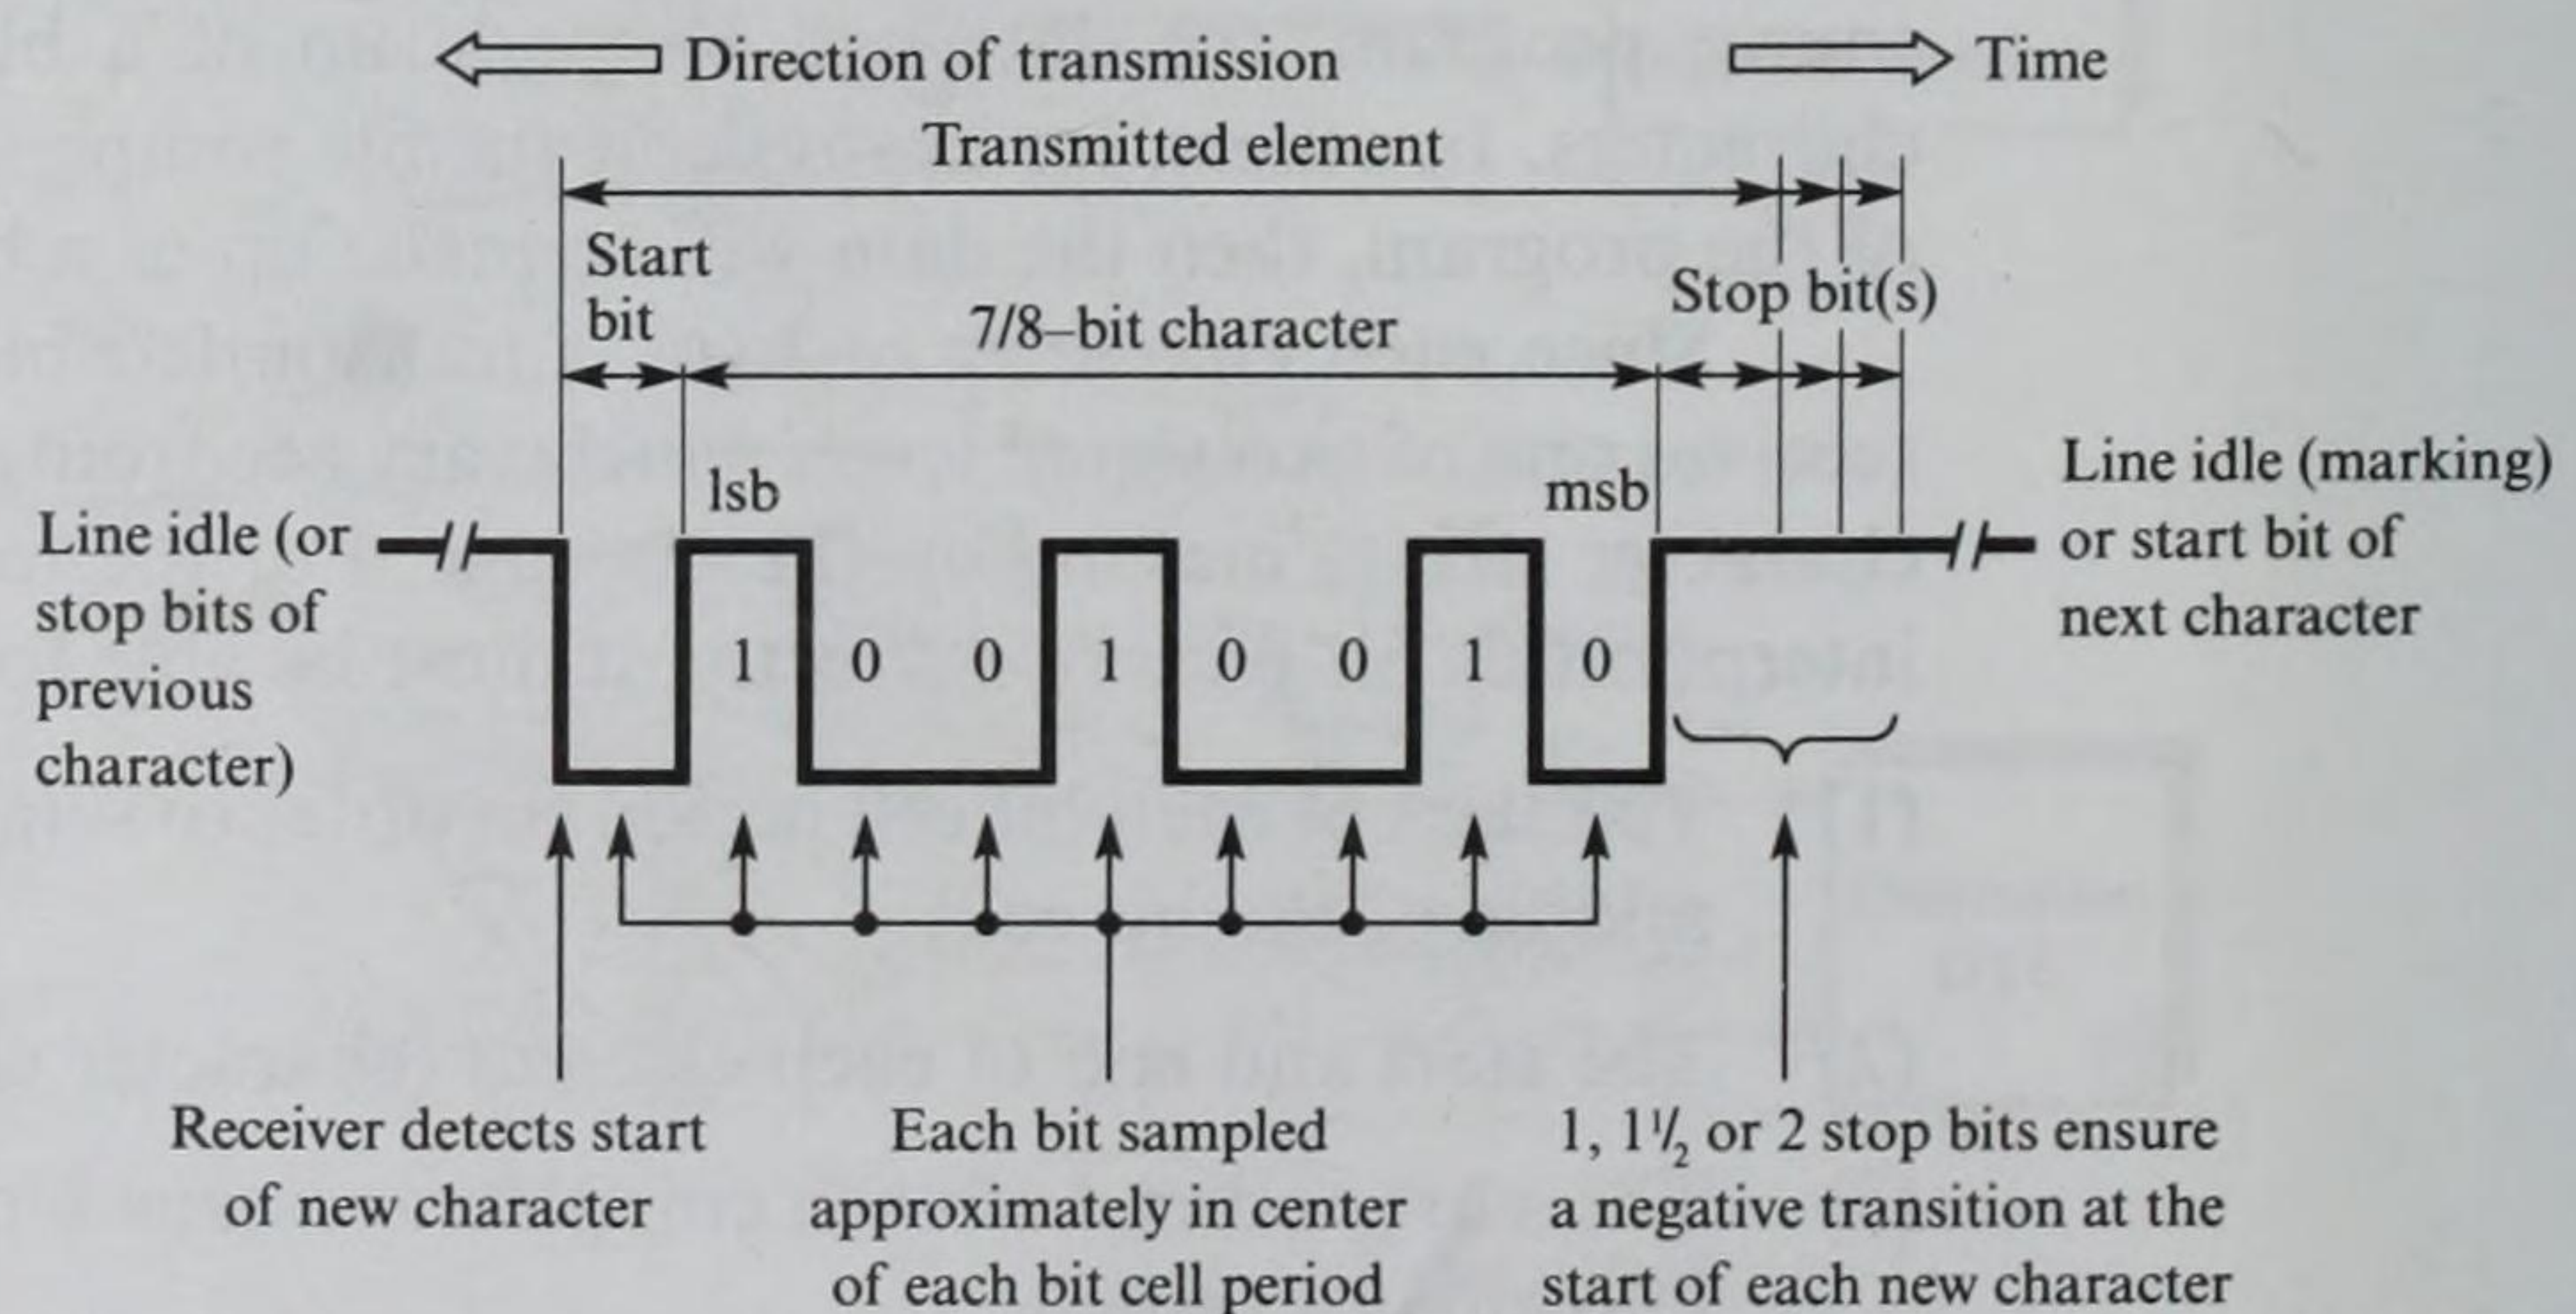 Direction of transmission
Time
Transmitted element
Start
bit
7/8–bit character
Stop bit(s)
lsb
msb
Line idle (or
stop bits of
previous
character)
Line idle (marking)
or start bit of
next character
1 0 0 1 0 0 1 0
Receiver detects start
of new character
Each bit sampled
approximately in center
of each bit cell period
1, 1½ or 2 stop bits ensure
a negative transition at the
start of each new character